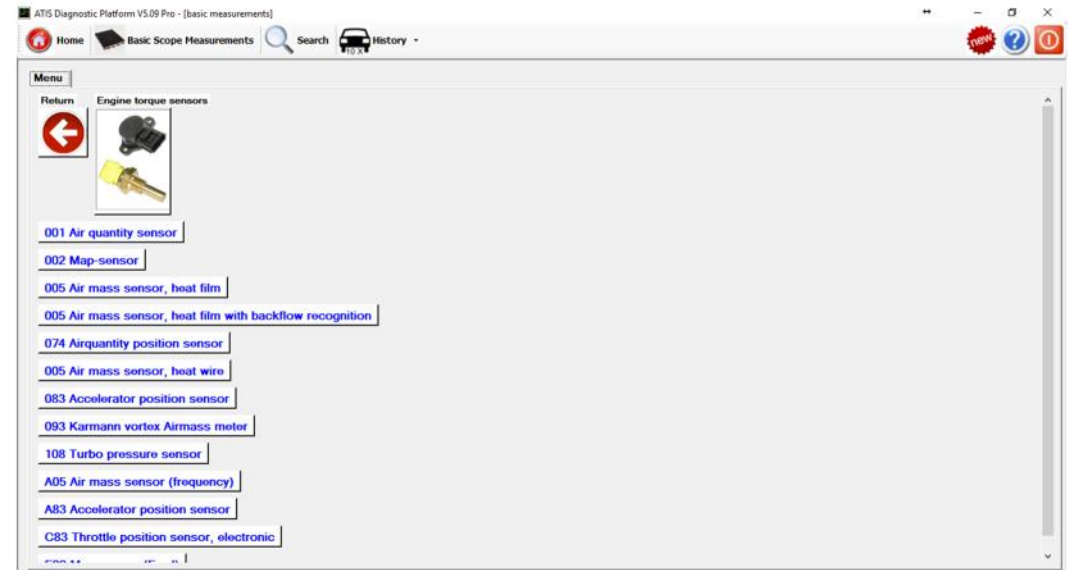 ATIS Diagnostic Platform V5.09 Pro - [basic measurements]
Home Basic Scope Measurements Search History
10 X
new
Menu
Return Engine torque sensors
001 Air quantity sensor
002 Map-sensor
005 Air mass sensor, heat film
005 Air mass sensor, heat film with backflow recognition
074 Airquantity position sensor
005 Air mass sensor, heat wire
083 Accelerator position sensor
093 Karmann vortex Airmass meter
108 Turbo pressure sensor
A05 Air mass sensor (frequency)
A83 Accelerator position sensor
C83 Throttle position sensor, electronic